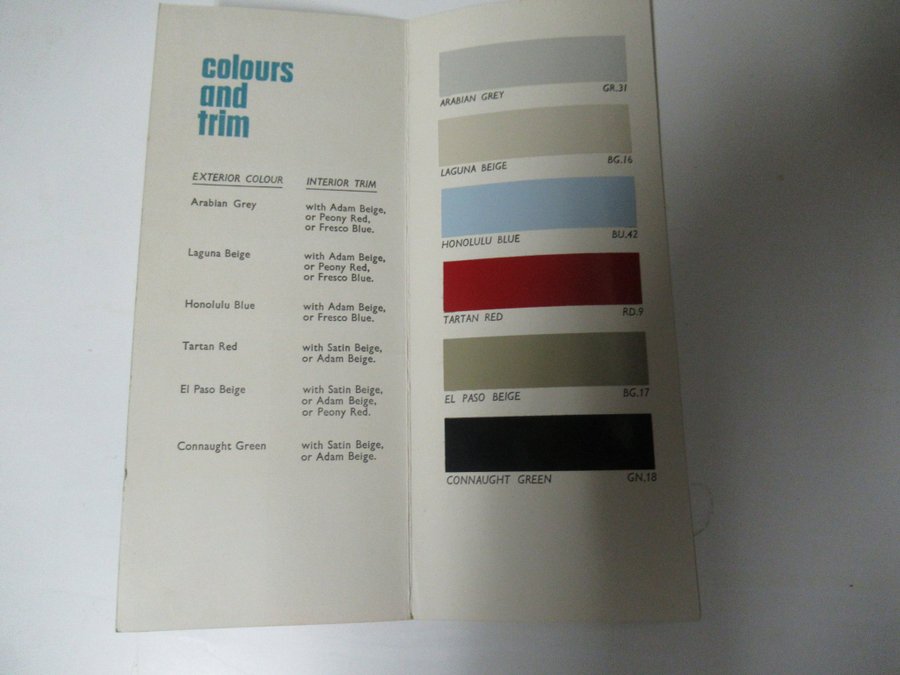 colours
and
trim
EXTERIOR COLOUR INTERIOR TRIM
Arabian Grey with Adam Beige,
or Peony Red,
or Fresco Blue.
Laguna Beige with Adam Beige,
or Peony Red,
or Fresco Blue.
Honolulu Blue with Adam Beige,
or Fresco Blue.
Tartan Red with Satin Beige,
or Adam Beige.
El Paso Beige with Satin Beige,
or Adam Beige,
or Peony Red.
Connaught Green with Satin Beige,
or Adam Beige.
ARABIAN GREY GR.31
LAGUNA BEIGE BG.16
HONOLULU BLUE BU.42
TARTAN RED RD.9
EL PASO BEIGE BG.17
CONNAUGHT GREEN GN.18